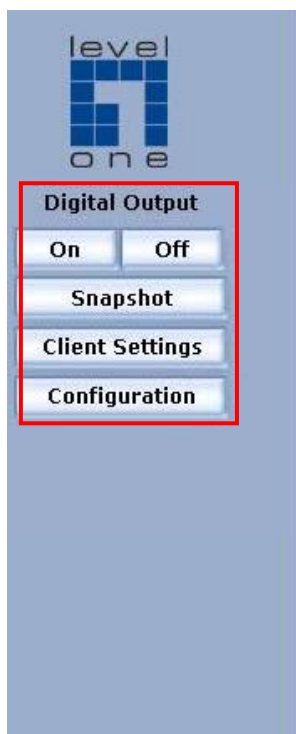 level
one
Digital Output
On Off
Snapshot
Client Settings
Configuration